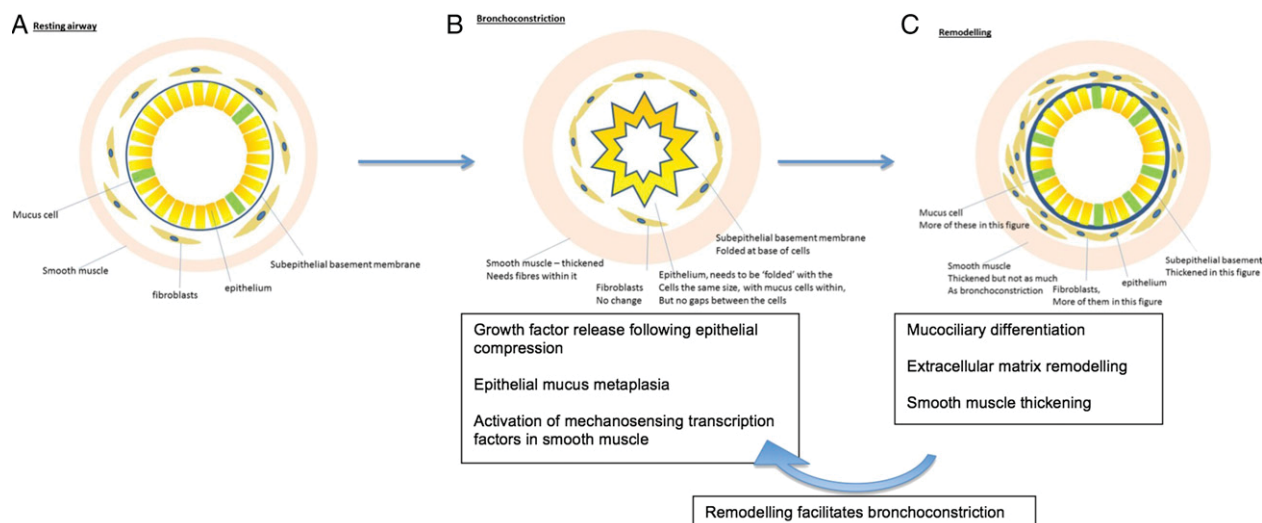 A
Resting airway
Mucus cell
Smooth muscle
fibroblasts
epithelium
Subepithelial basement membrane
B
Bronchoconstriction
Smooth muscle – thickened
Needs fibres within it
Fibroblasts
No change
Subepithelial basement membrane
Folded at base of cells
Epithelium, needs to be ‘folded’ with the
Cells the same size, with mucus cells within,
But no gaps between the cells
Growth factor release following epithelial
compression
Epithelial mucus metaplasia
Activation of mechanosensing transcription
factors in smooth muscle
C
Remodelling
Mucus cell
More of these in this figure
Smooth muscle
Thickened but not as much
As bronchoconstriction
Fibroblasts,
More of them in this figure
epithelium
Subepithelial basement
Thickened in this figure
Mucociliary differentiation
Extracellular matrix remodelling
Smooth muscle thickening
Remodelling facilitates bronchoconstriction